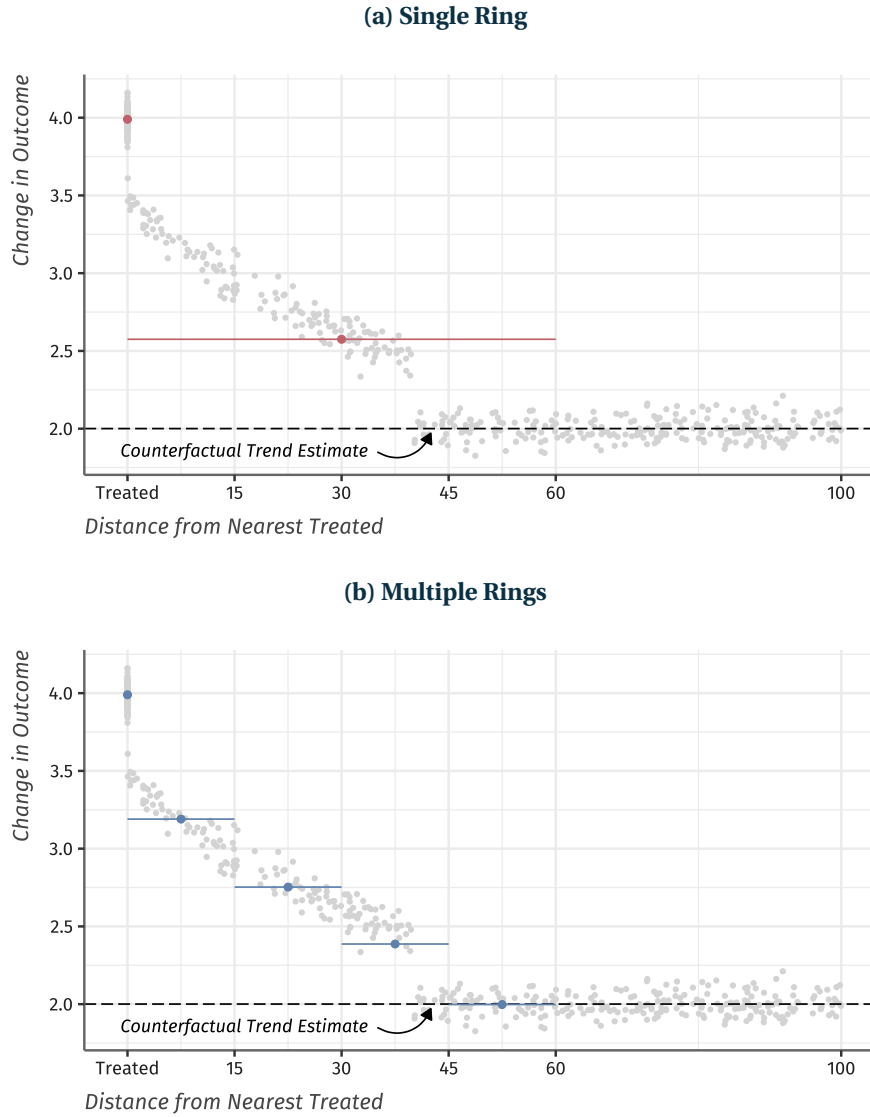 (a) Single Ring
Change in Outcome
4.0
3.5
3.0
2.5
2.0
Counterfactual Trend Estimate
Treated 15 30 45 60 100
Distance from Nearest Treated
(b) Multiple Rings
Change in Outcome
4.0
3.5
3.0
2.5
2.0
Counterfactual Trend Estimate
Treated 15 30 45 60 100
Distance from Nearest Treated